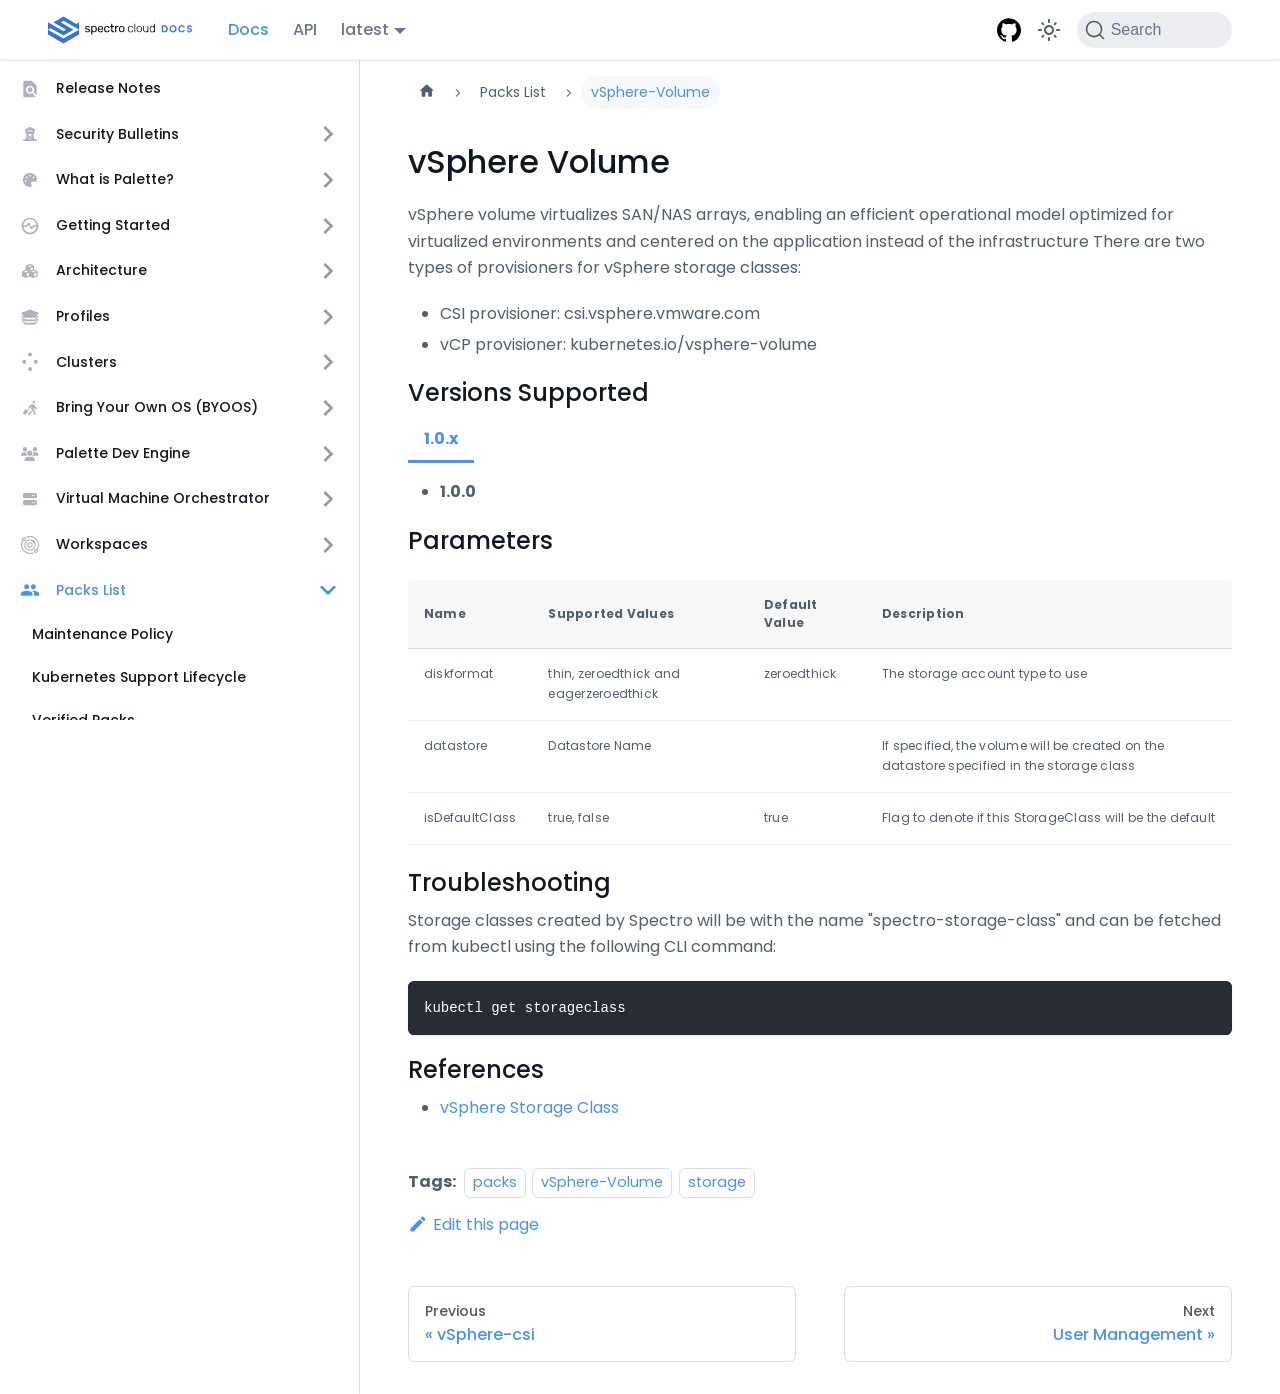 spectro cloud DOCS Docs API latest Search
Release Notes
Security Bulletins
What is Palette?
Getting Started
Architecture
Profiles
Clusters
Bring Your Own OS (BYOOS)
Palette Dev Engine
Virtual Machine Orchestrator
Workspaces
Packs List
Maintenance Policy
Kubernetes Support Lifecycle
Verified Packs
Packs List
vSphere-Volume
vSphere Volume
vSphere volume virtualizes SAN/NAS arrays, enabling an efficient operational model optimized for
virtualized environments and centered on the application instead of the infrastructure There are two
types of provisioners for vSphere storage classes:
CSI provisioner: csi.vsphere.vmware.com
vCP provisioner: kubernetes.io/vsphere-volume
Versions Supported
1.0.x
1.0.0
Parameters
Name Supported Values Default Value Description
diskformat thin, zeroedthick and eagerzeroedthick zeroedthick The storage account type to use
datastore Datastore Name If specified, the volume will be created on the datastore specified in the storage class
isDefaultClass true, false true Flag to denote if this StorageClass will be the default
Troubleshooting
Storage classes created by Spectro will be with the name "spectro-storage-class" and can be fetched
from kubectl using the following CLI command:
kubectl get storageclass
References
vSphere Storage Class
Tags: packs vSphere-Volume storage
Edit this page
Previous
« vSphere-csi
Next
User Management »